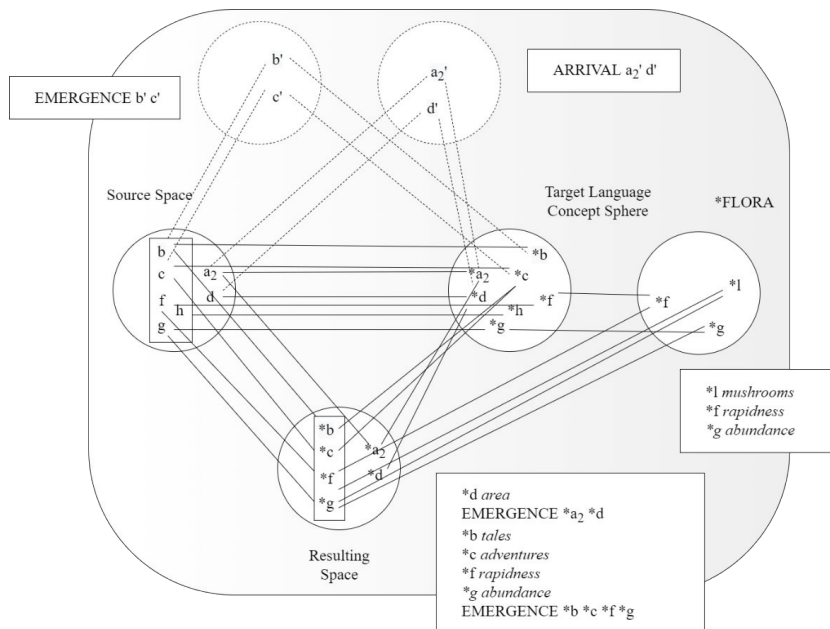 b'
c'
a2'
d'
EMERGENCE b' c'
ARRIVAL a2' d'
Source Space
Target Language
Concept Sphere
*FLORA
b
c
f
h
g
a2
d
*b
*a2
*c
*d
*f
*h
*g
*f
*l
*g
*b
*c
*f
*g
*a2
*d
Resulting
Space
*l mushrooms
*f rapidness
*g abundance
*d area
EMERGENCE *a2 *d
*b tales
*c adventures
*f rapidness
*g abundance
EMERGENCE *b *c *f *g